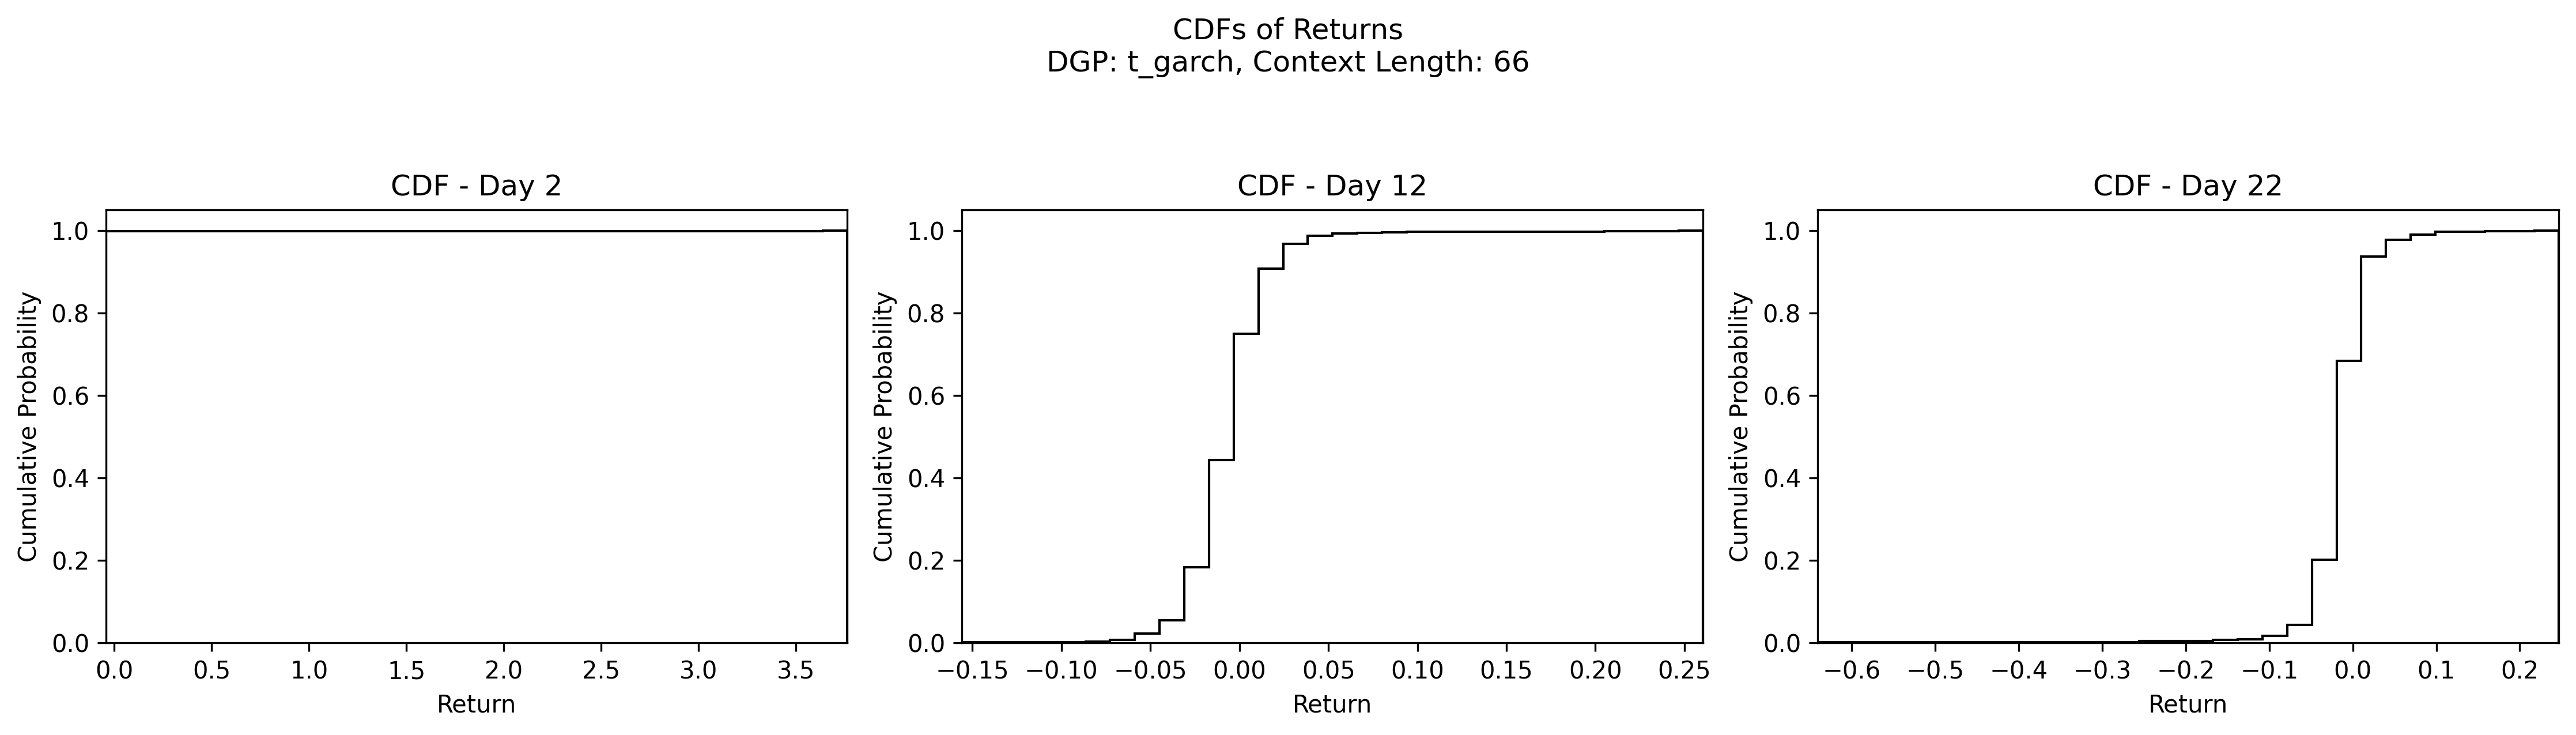 CDFs of Returns
DGP: t_garch, Context Length: 66
CDF - Day 2
1.0
0.8
0.6
0.4
0.2
0.0
Cumulative Probability
0.0 0.5 1.0 1.5 2.0 2.5 3.0 3.5
Return
CDF - Day 12
1.0
0.8
0.6
0.4
0.2
0.0
Cumulative Probability
−0.15 −0.10 −0.05 0.00 0.05 0.10 0.15 0.20 0.25
Return
CDF - Day 22
1.0
0.8
0.6
0.4
0.2
0.0
Cumulative Probability
−0.6 −0.5 −0.4 −0.3 −0.2 −0.1 0.0 0.1 0.2
Return